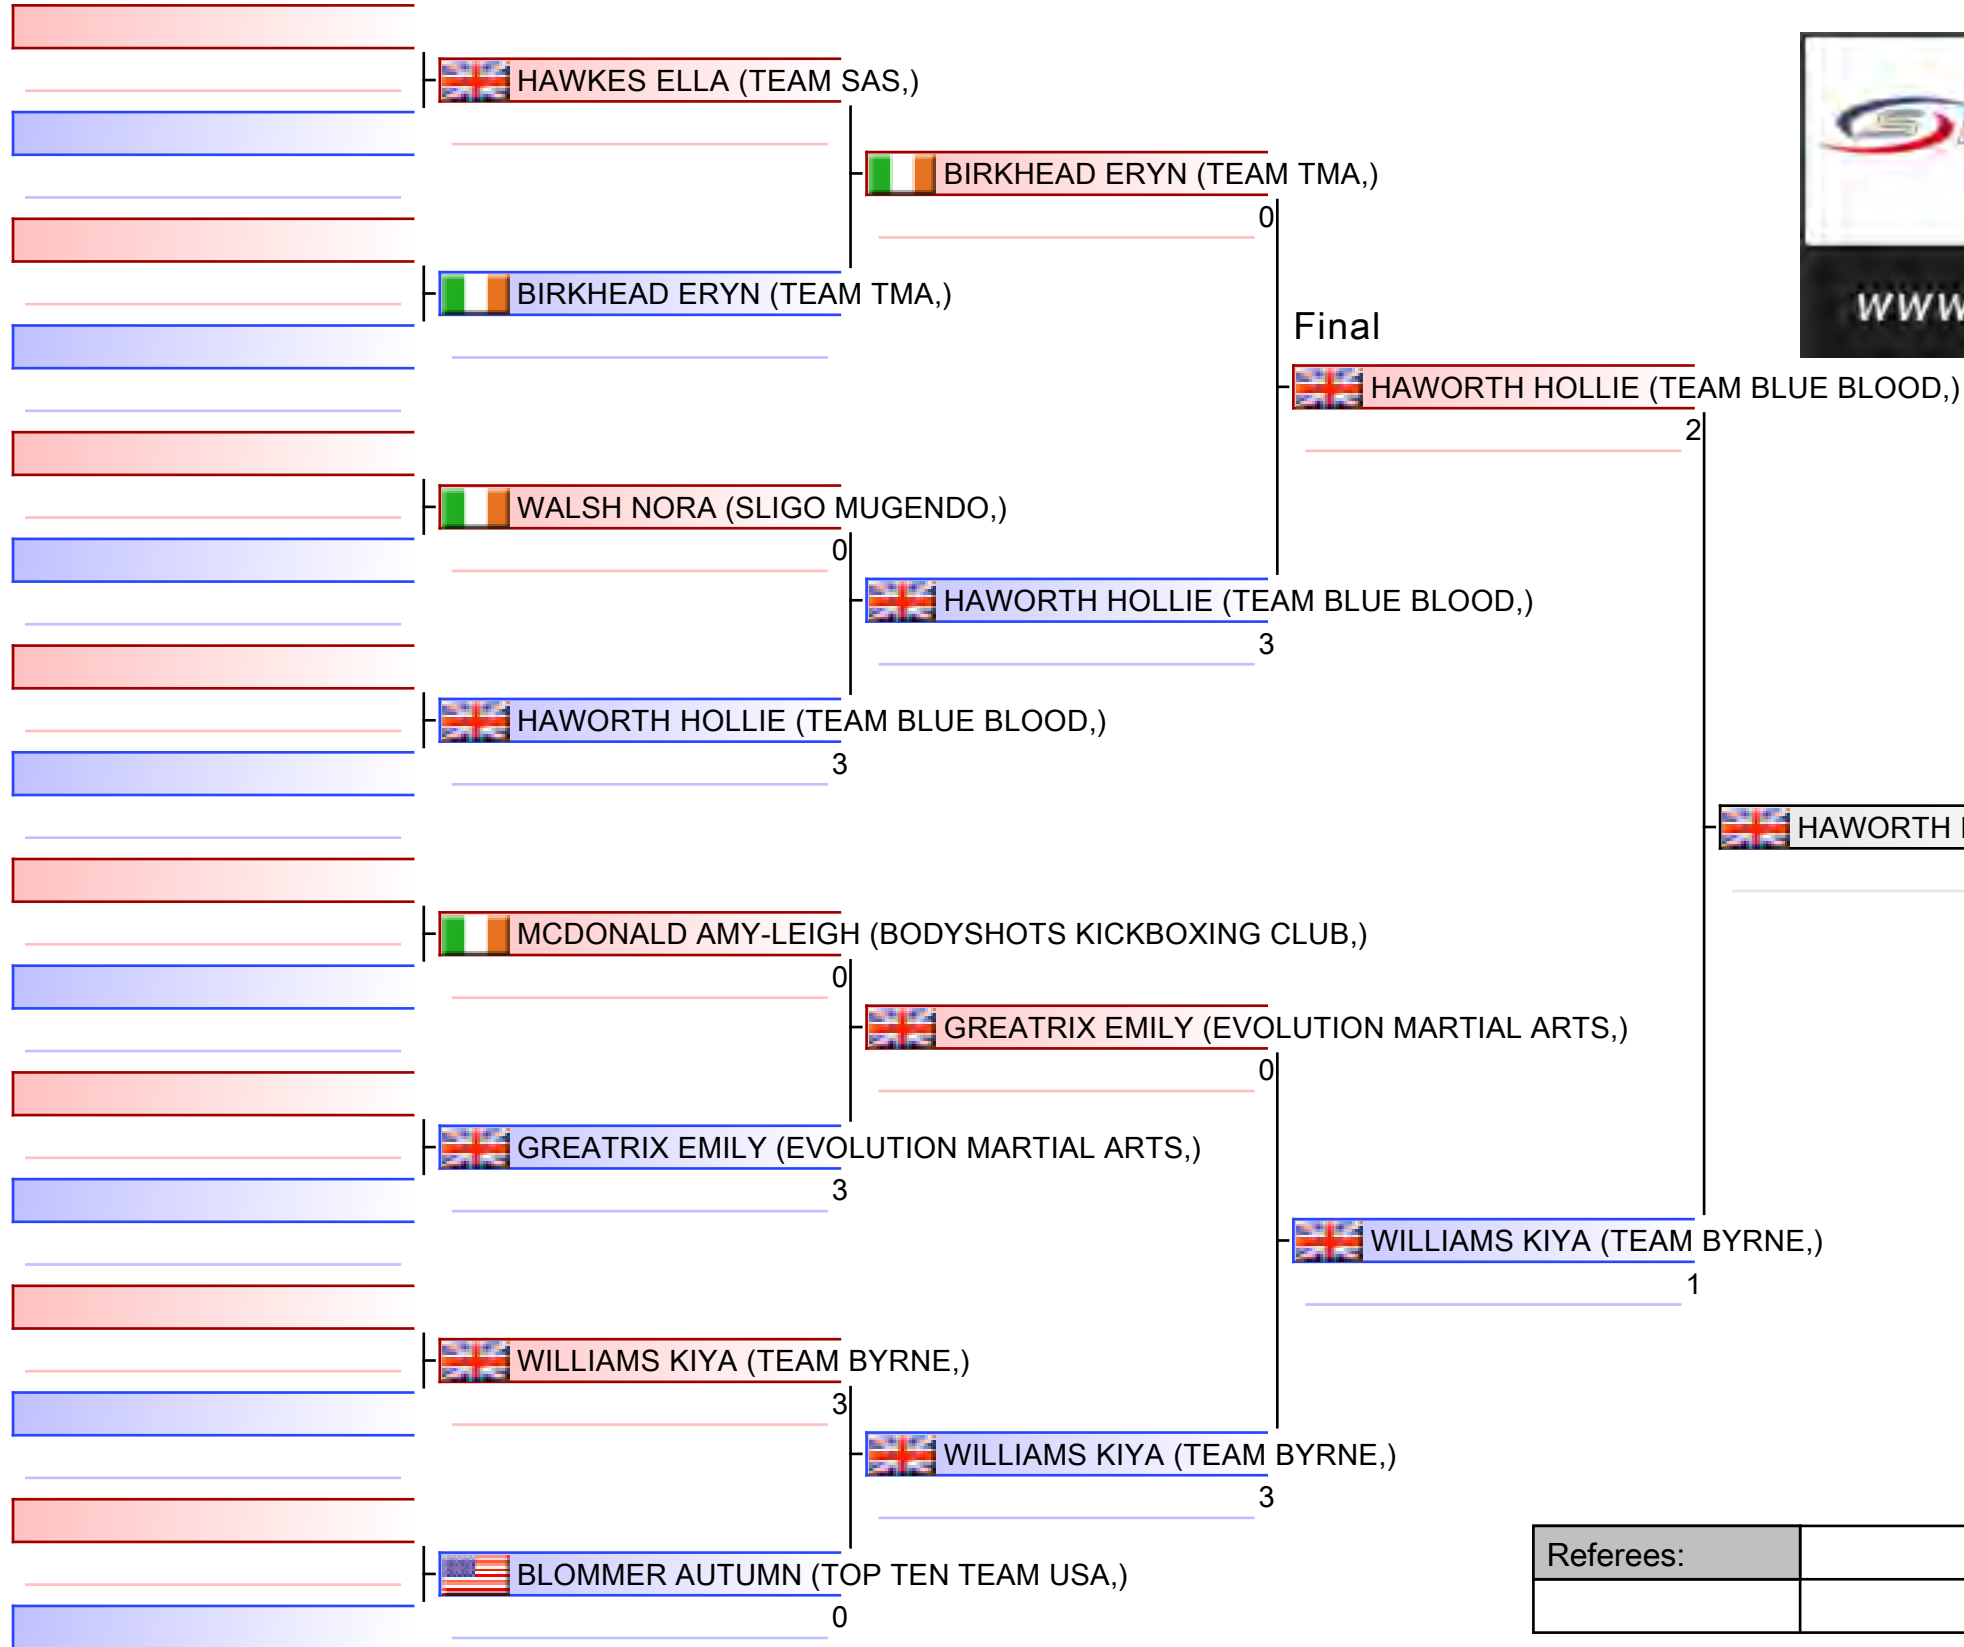 HAWKES ELLA (TEAM SAS,)
BIRKHEAD ERYN (TEAM TMA,)
0
BIRKHEAD ERYN (TEAM TMA,)
www
Final
HAWORTH HOLLIE (TEAM BLUE BLOOD,)
2
WALSH NORA (SLIGO MUGENDO,)
0
HAWORTH HOLLIE (TEAM BLUE BLOOD,)
3
HAWORTH HOLLIE (TEAM BLUE BLOOD,)
3
HAWORTH
MCDONALD AMY-LEIGH (BODYSHOTS KICKBOXING CLUB,)
0
GREATRIX EMILY (EVOLUTION MARTIAL ARTS,)
0
GREATRIX EMILY (EVOLUTION MARTIAL ARTS,)
3
WILLIAMS KIYA (TEAM BYRNE,)
1
WILLIAMS KIYA (TEAM BYRNE,)
3
WILLIAMS KIYA (TEAM BYRNE,)
3
BLOMMER AUTUMN (TOP TEN TEAM USA,)
0
Referees: